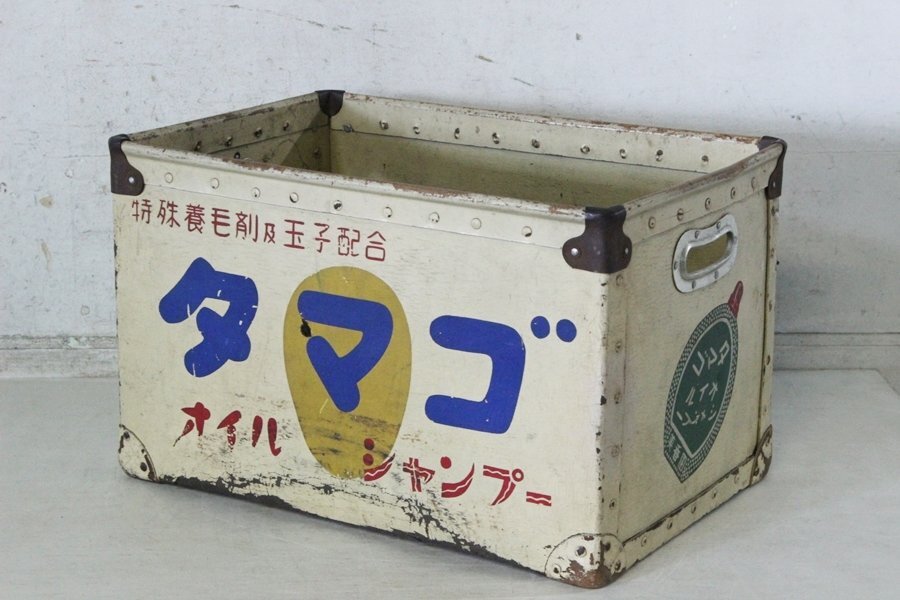 特殊養毛剤及玉子配合
タマゴ
オイル
シャンプー